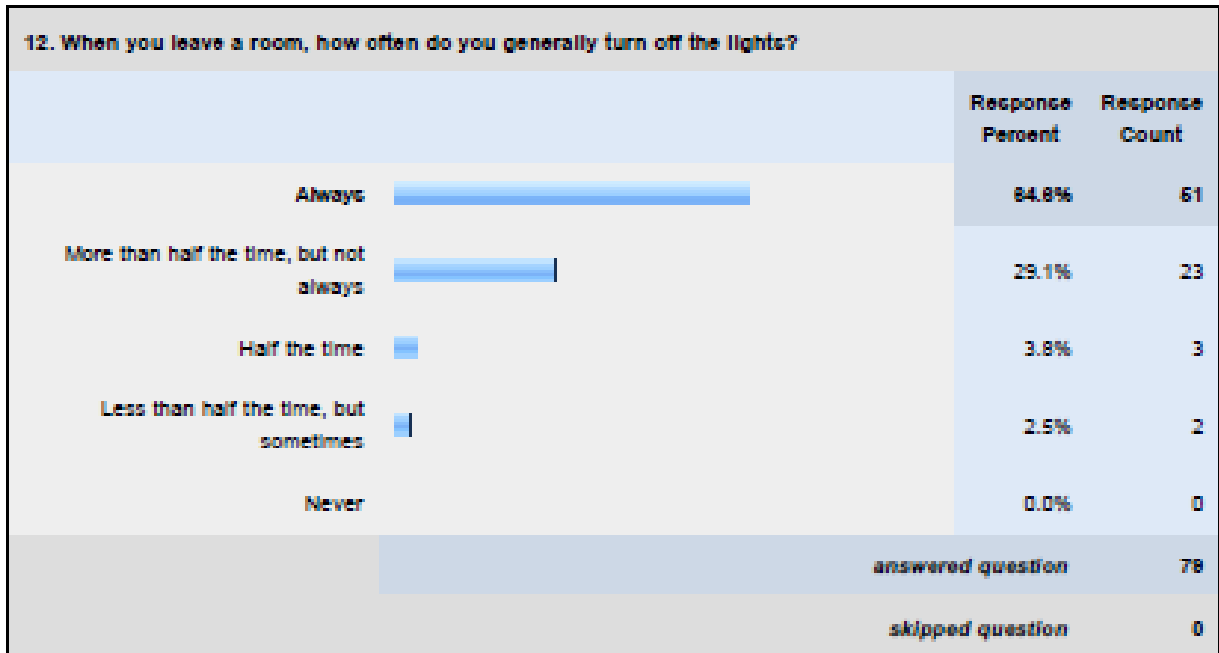 12. When you leave a room, how often do you generally turn off the lights?
Response Percent
Response Count
Always 64.6% 51
More than half the time, but not
always 29.1% 23
Half the time 3.8% 3
Less than half the time, but
sometimes 2.5% 2
Never 0.0% 0
answered question 79
skipped question 0